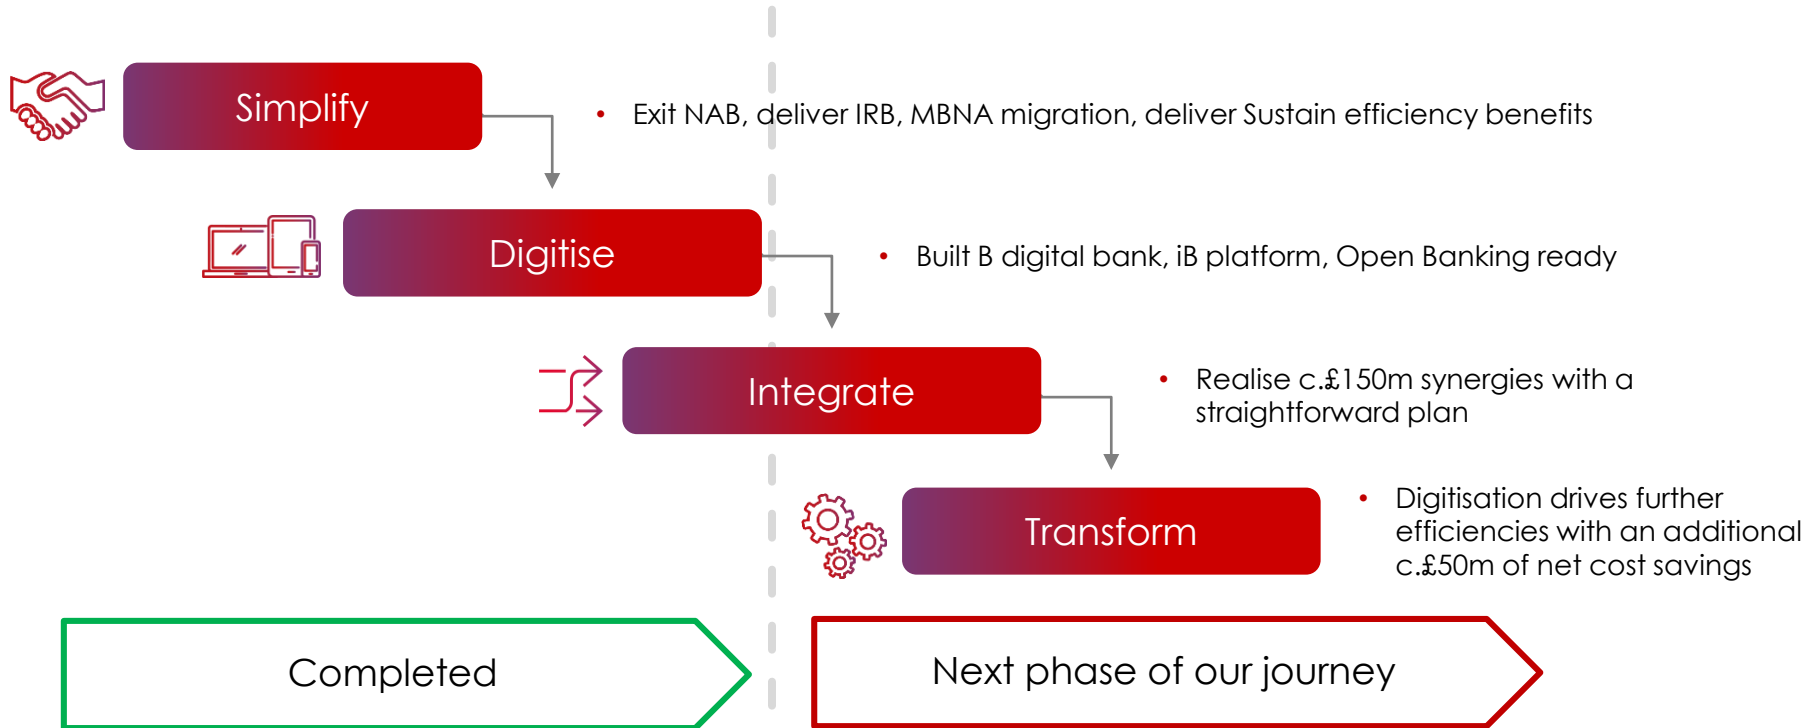 Simplify
• Exit NAB, deliver IRB, MBNA migration, deliver Sustain efficiency benefits
Digitise
• Built B digital bank, iB platform, Open Banking ready
Integrate
• Realise c.£150m synergies with a
straightforward plan
Transform
• Digitisation drives further
efficiencies with an additional
c.£50m of net cost savings
Completed
Next phase of our journey